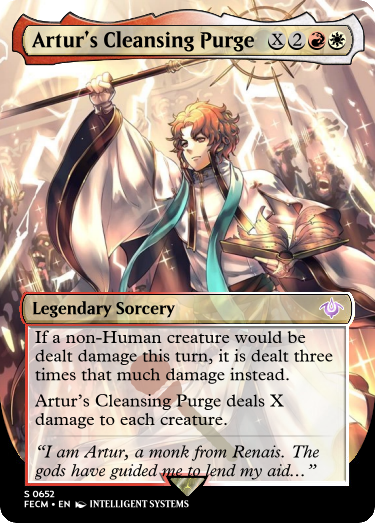 Artur's Cleansing Purge X2
Legendary Sorcery
If a non-Human creature would be
dealt damage this turn, it is dealt three
times that much damage instead.
Artur's Cleansing Purge deals X
damage to each creature.
“I am Artur, a monk from Renais. The
gods have guided me to lend my aid…”
S 0652
FECM • EN INTELLIGENT SYSTEMS